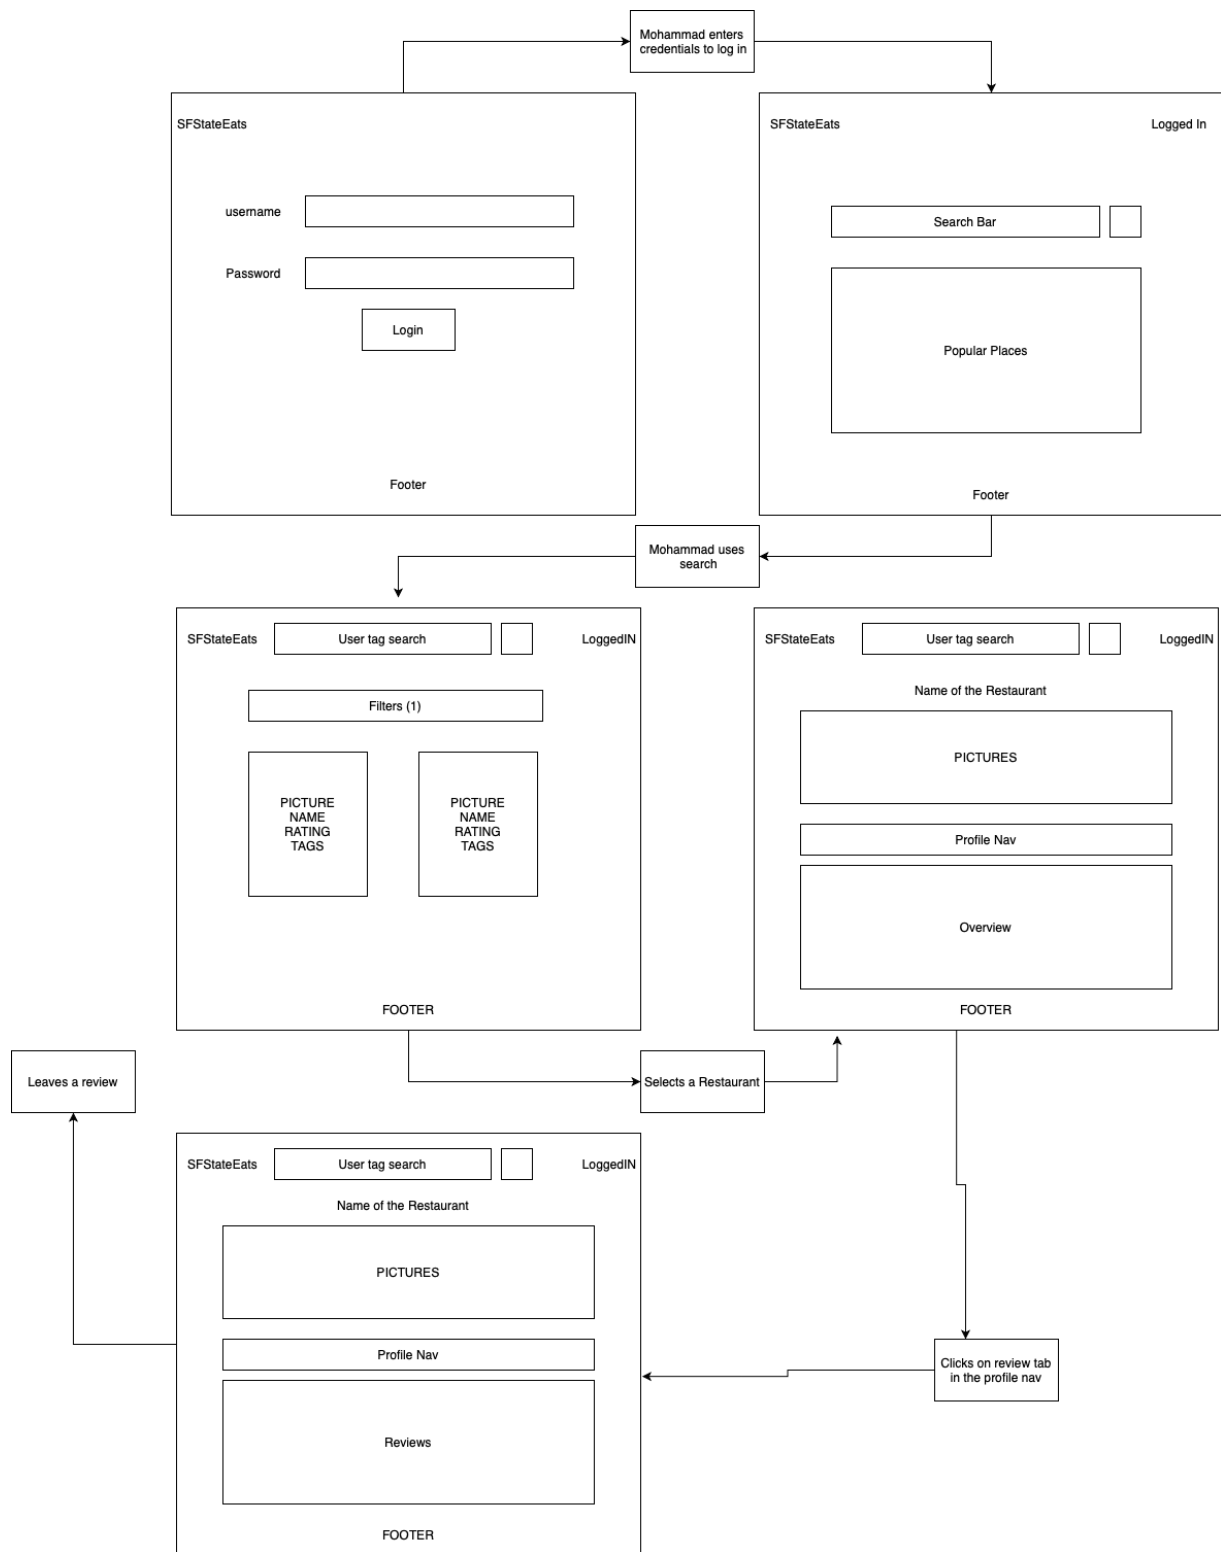 Mohammad enters
credentials to log in
SFStateEats
username
Password
Login
Footer
SFStateEats
Logged In
Search Bar
Popular Places
Footer
Mohammad uses
search
SFStateEats
User tag search
LoggedIN
Filters (1)
PICTURE
NAME
RATING
TAGS
PICTURE
NAME
RATING
TAGS
FOOTER
SFStateEats
User tag search
LoggedIN
Name of the Restaurant
PICTURES
Profile Nav
Overview
FOOTER
Leaves a review
Selects a Restaurant
SFStateEats
User tag search
LoggedIN
Name of the Restaurant
PICTURES
Profile Nav
Reviews
FOOTER
Clicks on review tab
in the profile nav